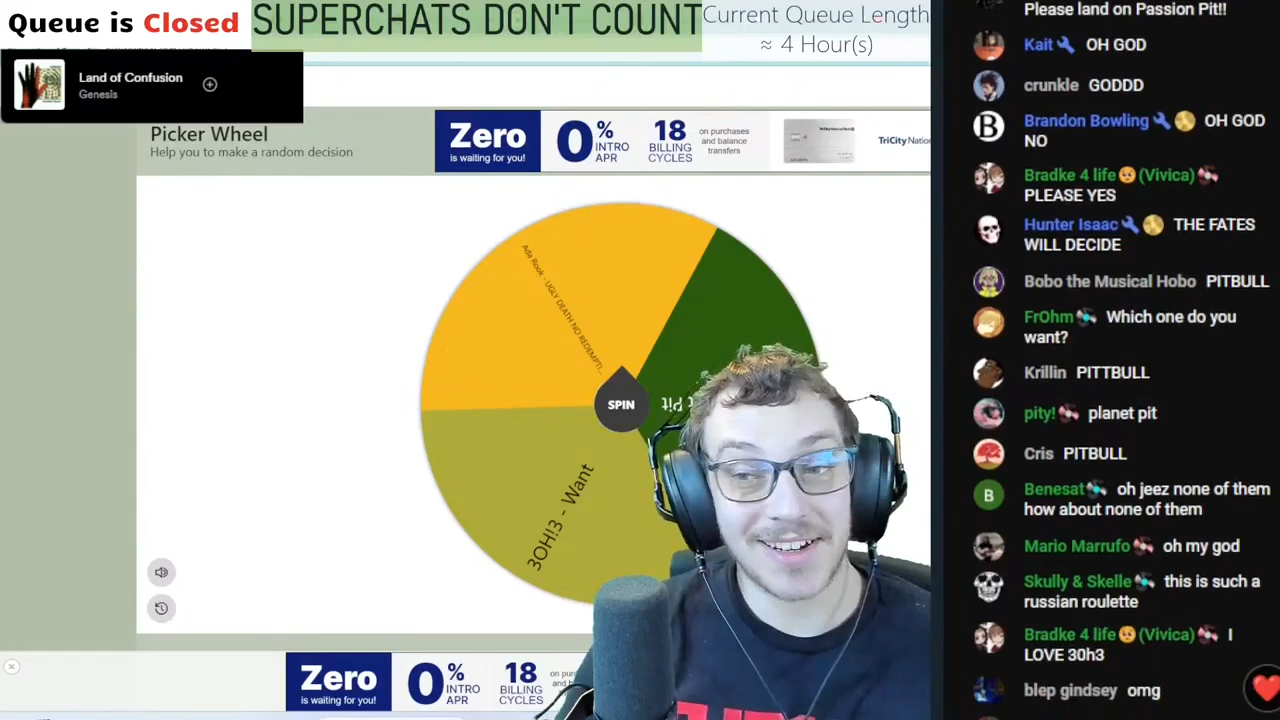 Queue is Closed
SUPERCHATS DON'T COUNT
Current Queue Length
≈ 4 Hour(s)
Land of Confusion
Genesis
Picker Wheel
Help you to make a random decision
Zero
is waiting for you!
0%
INTRO
APR
18
BILLING
CYCLES
on purchases
and balance
transfers
TriCity Nation
Ada Rook - UGLY DEATH NO REDEMPTI...
t Pit
SPIN
3OH!3 - Want
Zero
is waiting for you!
0%
INTRO
APR
18
BILLING
CYCLES
Please land on Passion Pit!!
Kait OH GOD
crunkle GODDD
Brandon Bowling OH GOD
NO
Bradke 4 life🥺(Vivica)
PLEASE YES
Hunter Isaac THE FATES
WILL DECIDE
Bobo the Musical Hobo PITBULL
FrOhm Which one do you
want?
Krillin PITTBULL
pity! planet pit
Cris PITBULL
B
Benesat oh jeez none of them
how about none of them
Mario Marrufo oh my god
Skully & Skelle this is such a
russian roulette
Bradke 4 life🥺(Vivica) I
LOVE 30h3
blep gindsey omg